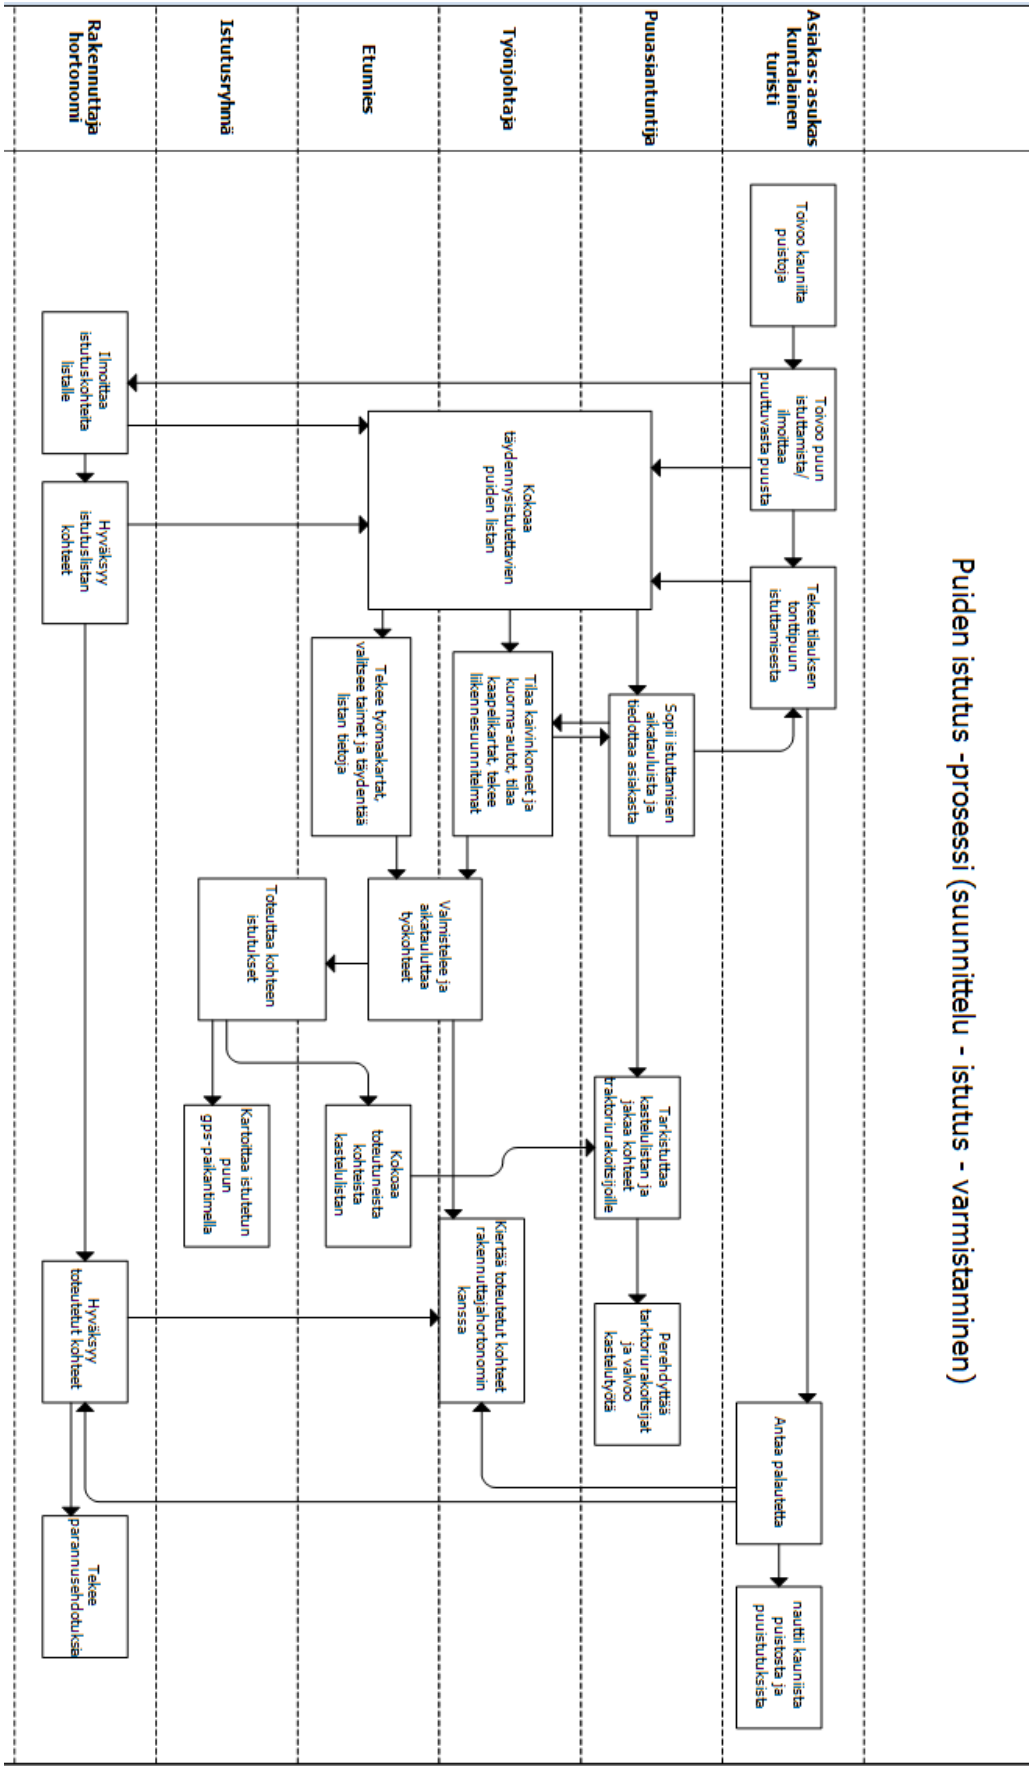 Puiden istutus -prosessi (suunnittelu - istutus - varmistaminen)
Asiakas: asukas
kuntalainen
turisti
Toivoo kauniita
puistoja
Toivoo puun
istuttamista/
ilmoittaa
puuttuvasta puusta
Tekee tilauksen
tonttipuun
istuttamisesta
Antaa palautetta
nauttii kauniista
puistosta ja
puuistutuksista
Puuasiantuntija
Sopii istuttamisen
aikatauluista ja
tiedottaa asiakasta
Tarkistuttaa
kastelulistan ja
jakaa kohteet
traktoriurakoitsijoille
Perehdyttää
tarktoriurakoitsijat
ja valvoo
kastelutyötä
Työnjohtaja
Kokoaa
täydennysistutettavien
puiden listan
Tilaa kaivinkoneet ja
kuorma-autot, tilaa
kaapelikartat, tekee
liikennesuunnitelmat
Kiertää toteutetut kohteet
rakennuttajahortonomin
kanssa
Etumies
Tekee työmaakartat,
valitsee taimet ja täydentää
listan tietoja
Valmistelee ja
aikatauluttaa
työkohteet
Kokoaa
toteutuneista
kohteista
kastelulistan
Istutusryhmä
Toteuttaa kohteen
istutukset
Kartoittaa istutetun
puun
gps-paikantimella
Rakennuttaja
hortonomi
Ilmoittaa
istutuskohteita
listalle
Hyväksyy
istutuslistan
kohteet
Hyväksyy
toteutetut kohteet
Tekee
parannusehdotuksia